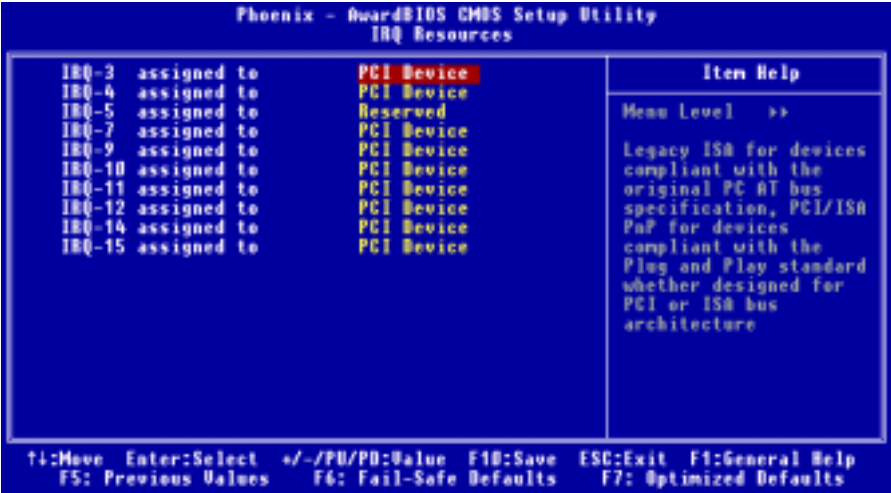 Phoenix - AwardBIOS CMOS Setup Utility
IRQ Resources
IRQ-3 assigned to PCI Device
IRQ-4 assigned to PCI Device
IRQ-5 assigned to Reserved
IRQ-7 assigned to PCI Device
IRQ-9 assigned to PCI Device
IRQ-10 assigned to PCI Device
IRQ-11 assigned to PCI Device
IRQ-12 assigned to PCI Device
IRQ-14 assigned to PCI Device
IRQ-15 assigned to PCI Device
Item Help
Menu Level ►►
Legacy ISA for devices
compliant with the
original PC AT bus
specification, PCI/ISA
PnP for devices
compliant with the
Plug and Play standard
whether designed for
PCI or ISA bus
architecture
↑↓:Move Enter:Select +/-/PU/PD:Value F10:Save ESC:Exit F1:General Help
F5: Previous Values F6: Fail-Safe Defaults F7: Optimized Defaults